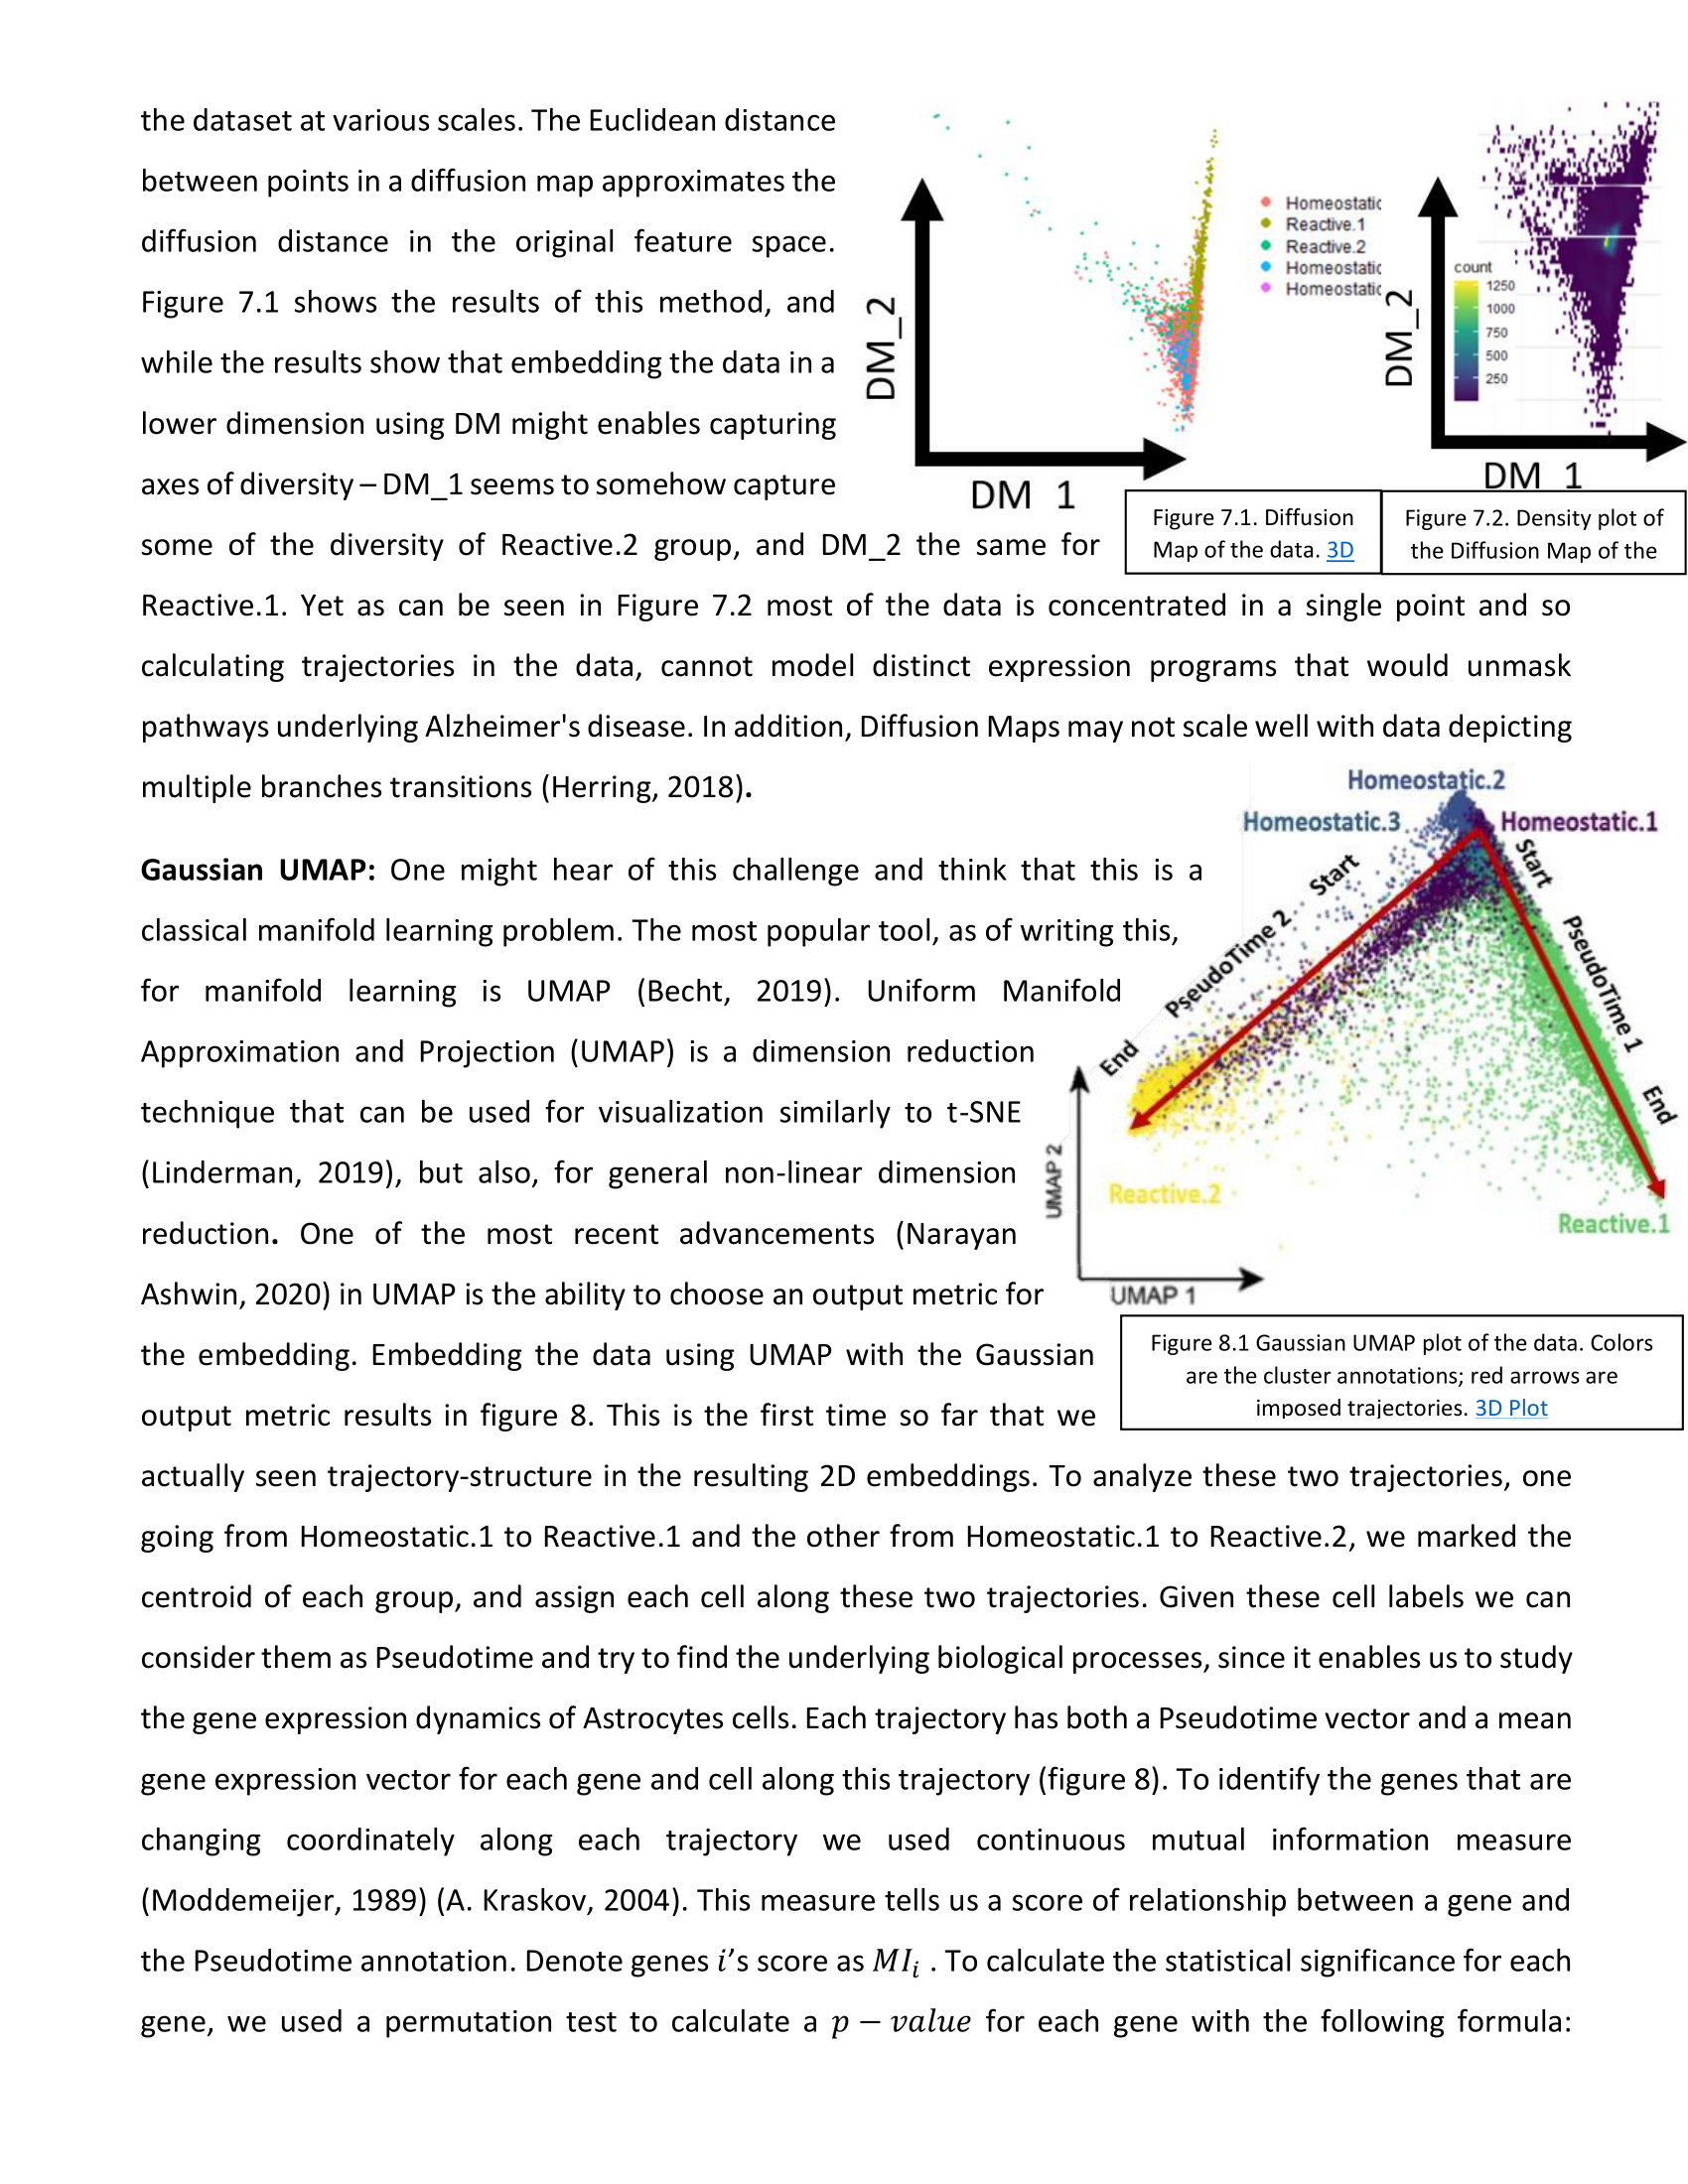 the dataset at various scales. The Euclidean distance
between points in a diffusion map approximates the
diffusion distance in the original feature space.
Figure 7.1 shows the results of this method, and
while the results show that embedding the data in a
lower dimension using DM might enables capturing
axes of diversity – DM_1 seems to somehow capture
some of the diversity of Reactive.2 group, and DM_2 the same for
Reactive.1. Yet as can be seen in Figure 7.2 most of the data is concentrated in a single point and so
calculating trajectories in the data, cannot model distinct expression programs that would unmask
pathways underlying Alzheimer's disease. In addition, Diffusion Maps may not scale well with data depicting
multiple branches transitions (Herring, 2018).
DM_2
DM 1
Homeostatic
Reactive.1
Reactive.2
Homeostatic
Homeostatic
Figure 7.1. Diffusion
Map of the data. 3D
DM_2
count
1250
1000
750
500
250
DM 1
Figure 7.2. Density plot of
the Diffusion Map of the
Gaussian UMAP: One might hear of this challenge and think that this is a
classical manifold learning problem. The most popular tool, as of writing this,
for manifold learning is UMAP (Becht, 2019). Uniform Manifold
Approximation and Projection (UMAP) is a dimension reduction
technique that can be used for visualization similarly to t-SNE
(Linderman, 2019), but also, for general non-linear dimension
reduction. One of the most recent advancements (Narayan
Ashwin, 2020) in UMAP is the ability to choose an output metric for
the embedding. Embedding the data using UMAP with the Gaussian
output metric results in figure 8. This is the first time so far that we
actually seen trajectory-structure in the resulting 2D embeddings. To analyze these two trajectories, one
going from Homeostatic.1 to Reactive.1 and the other from Homeostatic.1 to Reactive.2, we marked the
centroid of each group, and assign each cell along these two trajectories. Given these cell labels we can
consider them as Pseudotime and try to find the underlying biological processes, since it enables us to study
the gene expression dynamics of Astrocytes cells. Each trajectory has both a Pseudotime vector and a mean
gene expression vector for each gene and cell along this trajectory (figure 8). To identify the genes that are
changing coordinately along each trajectory we used continuous mutual information measure
(Moddemeijer, 1989) (A. Kraskov, 2004). This measure tells us a score of relationship between a gene and
the Pseudotime annotation. Denote genes i’s score as MIᵢ . To calculate the statistical significance for each
gene, we used a permutation test to calculate a p − value for each gene with the following formula:
Homeostatic.2
Homeostatic.3
Homeostatic.1
Start
PseudoTime 2
End
Start
PseudoTime 1
End
Reactive.2
Reactive.1
UMAP 2
UMAP 1
Figure 8.1 Gaussian UMAP plot of the data. Colors
are the cluster annotations; red arrows are
imposed trajectories. 3D Plot